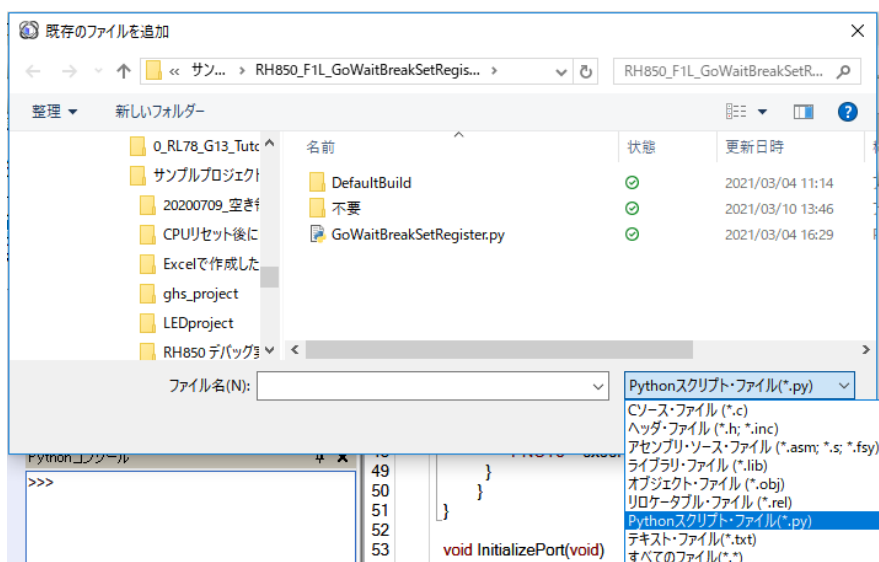 既存のファイルを追加
« サン... › RH850_F1L_GoWaitBreakSetRegis... ›
RH850_F1L_GoWaitBreakSetR...
整理
新しいフォルダー
0_RL78_G13_Tutc
サンプルプロジェクト
20200709_空き
CPUリセット後に
Excelで作成した
ghs_project
LEDproject
RH850 デバッグ
名前 状態 更新日時
DefaultBuild 2021/03/04 11:14
不要 2021/03/10 13:46
GoWaitBreakSetRegister.py 2021/03/04 16:29
ファイル名(N):
Pythonスクリプト・ファイル(*.py)
Cソース・ファイル (*.c)
ヘッダ・ファイル (*.h; *.inc)
アセンブリ・ソース・ファイル (*.asm; *.s; *.fsy)
ライブラリ・ファイル (*.lib)
オブジェクト・ファイル (*.obj)
リロケータブル・ファイル (*.rel)
Pythonスクリプト・ファイル(*.py)
テキスト・ファイル(*.txt)
すべてのファイル(*.*)
Pythonコンソール
>>>
49 }
50 }
51 }
52
53 void InitializePort(void)